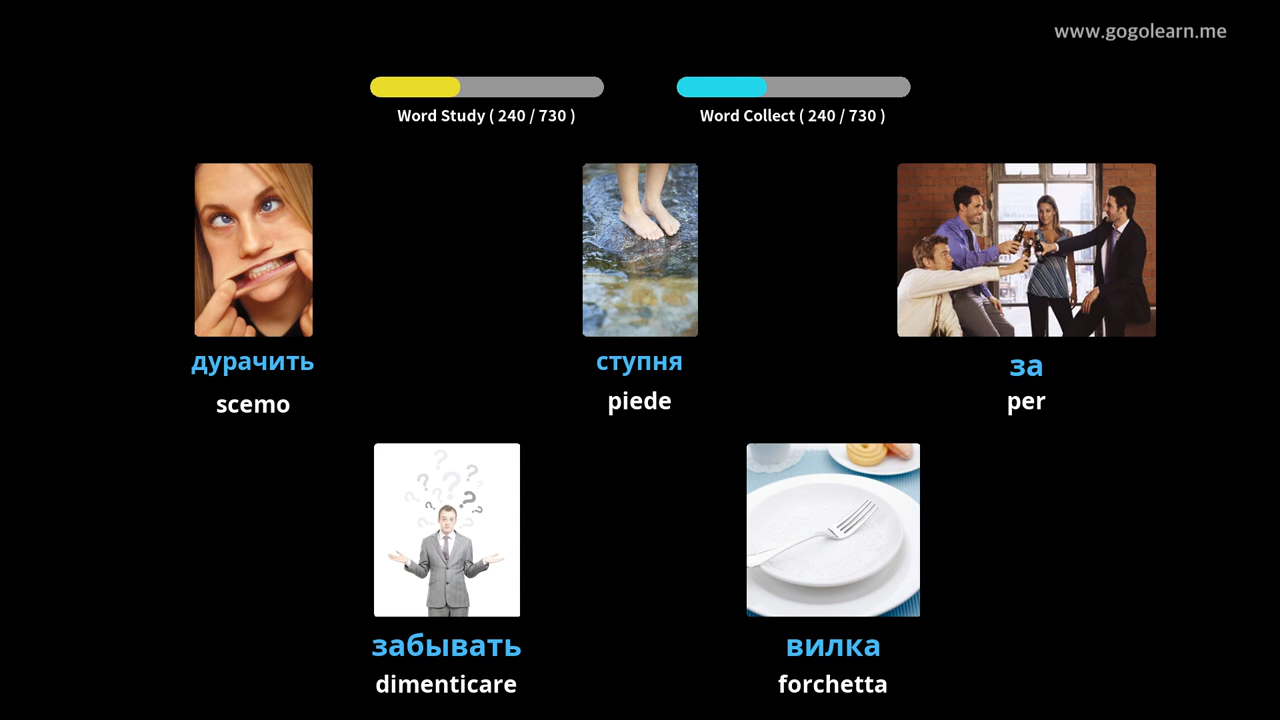 www.gogolearn.me
Word Study ( 240 / 730 )
Word Collect ( 240 / 730 )
дурачить
ступня
за
scemo
piede
per
забывать
вилка
dimenticare
forchetta